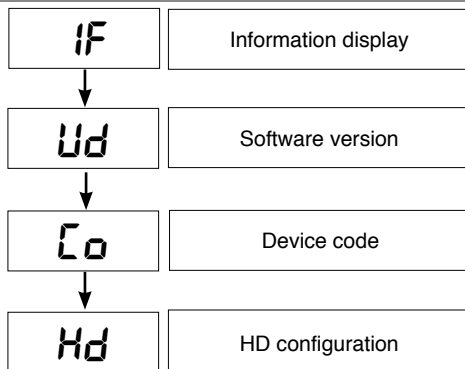 IF Information display
Ud Software version
Co Device code
Hd HD configuration